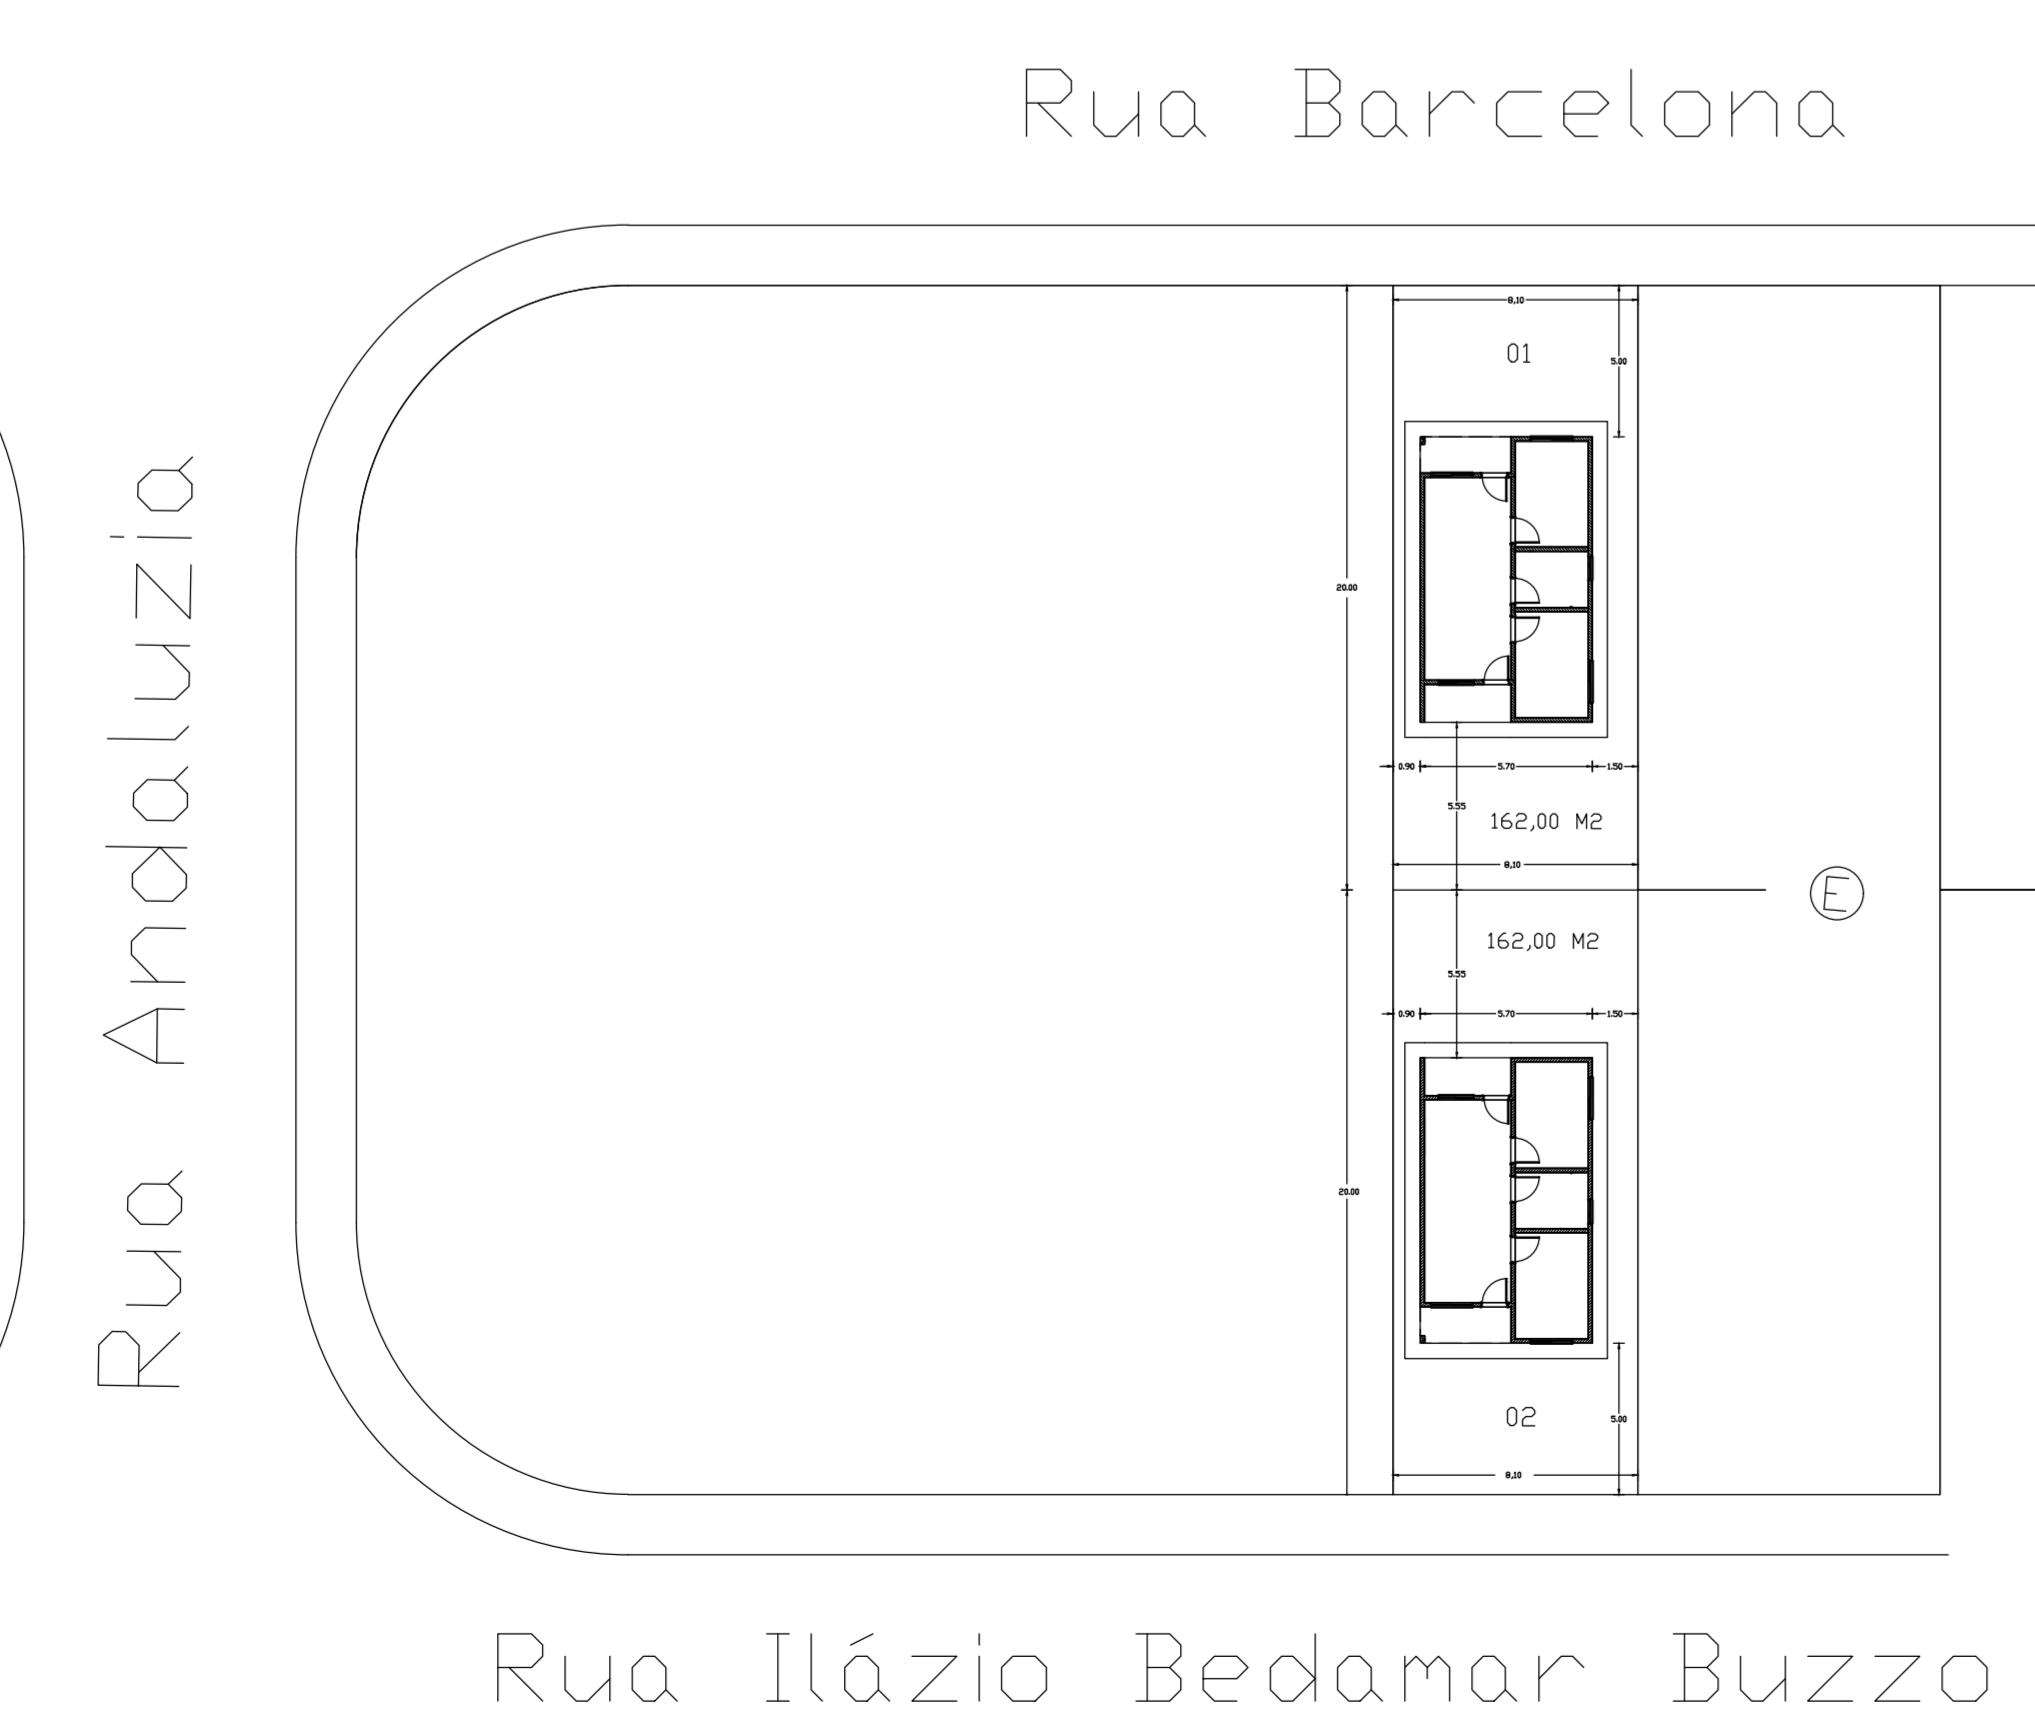 Rua Barcelona
8,10
01
5.00
Rua Andaluzia
20.00
0.90 5.70 1.50
5.55
162,00 M2
8,10
E
162,00 M2
5.55
0.90 5.70 1.50
20.00
02
5.00
8,10
Rua Ilázio Bedamar Buzzo